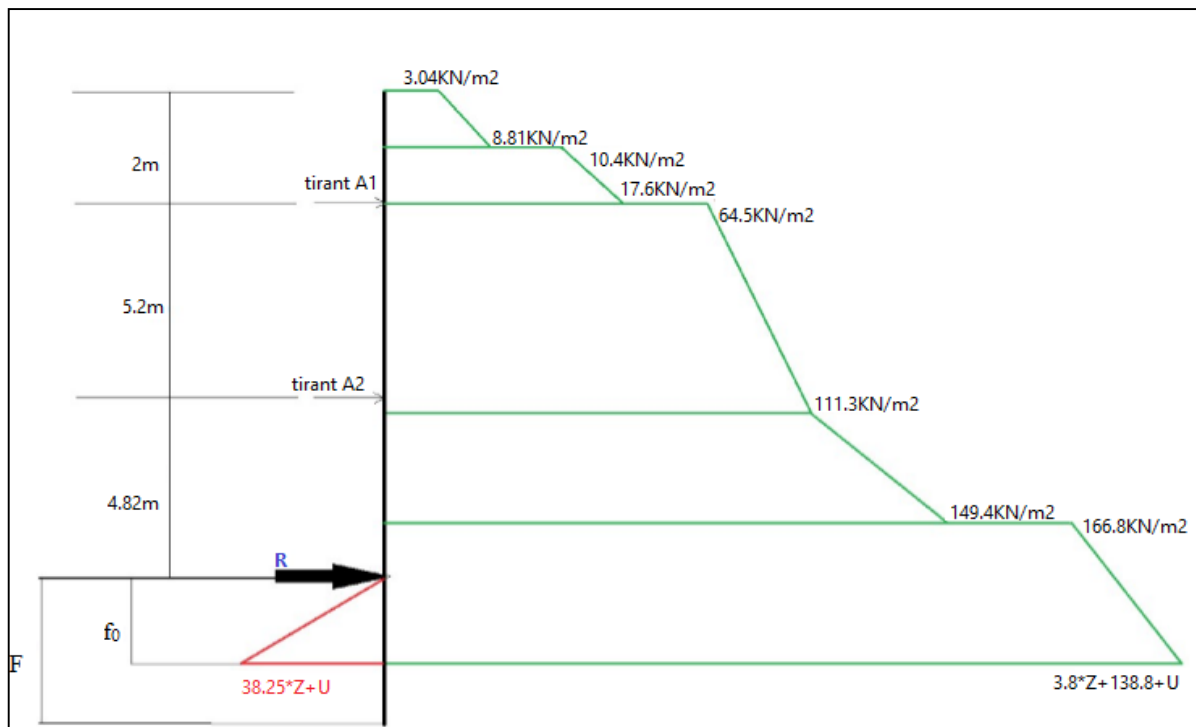 3.04KN/m2
8.81KN/m2
2m
10.4KN/m2
tirant A1
17.6KN/m2
64.5KN/m2
5.2m
tirant A2
111.3KN/m2
4.82m
149.4KN/m2
166.8KN/m2
R
f0
F
38.25*Z+U
3.8*Z+138.8+U